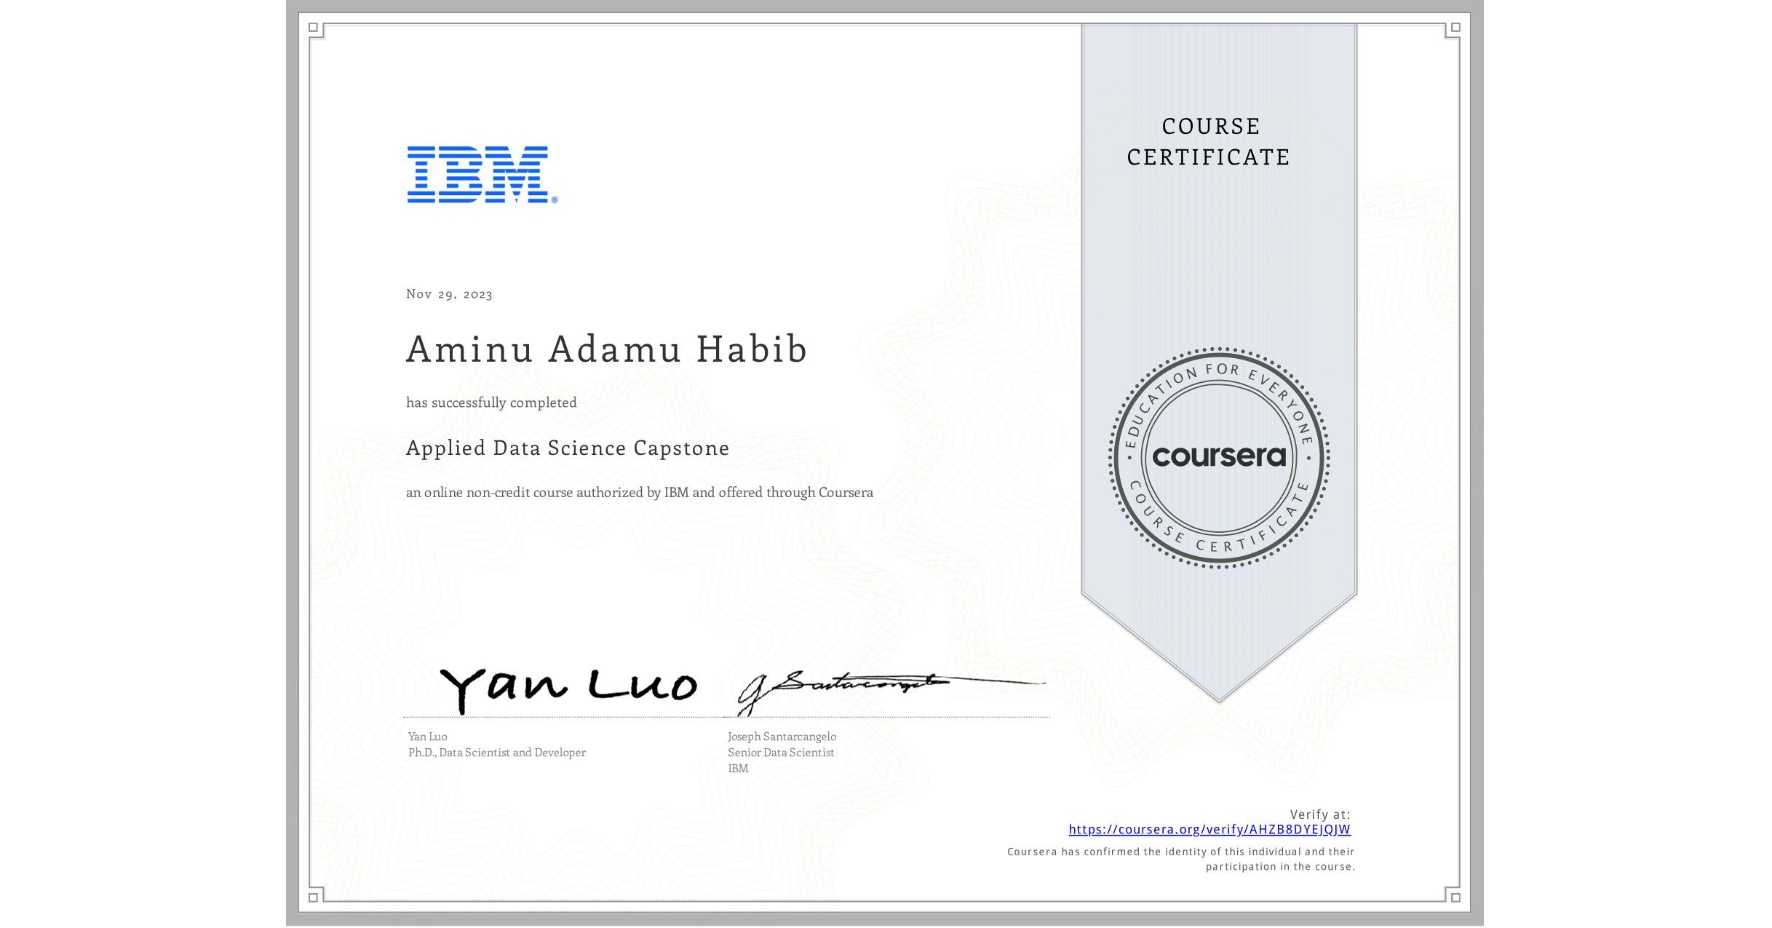 IBM®
COURSE
CERTIFICATE
Nov 29, 2023
Aminu Adamu Habib
has successfully completed
Applied Data Science Capstone
an online non-credit course authorized by IBM and offered through Coursera
EDUCATION FOR EVERYONE
coursera
COURSE CERTIFICATE
Yan Luo
J Santarcangelo
Yan Luo
Ph.D., Data Scientist and Developer
Joseph Santarcangelo
Senior Data Scientist
IBM
Verify at:
https://coursera.org/verify/AHZB8DYEJQJW
Coursera has confirmed the identity of this individual and their
participation in the course.